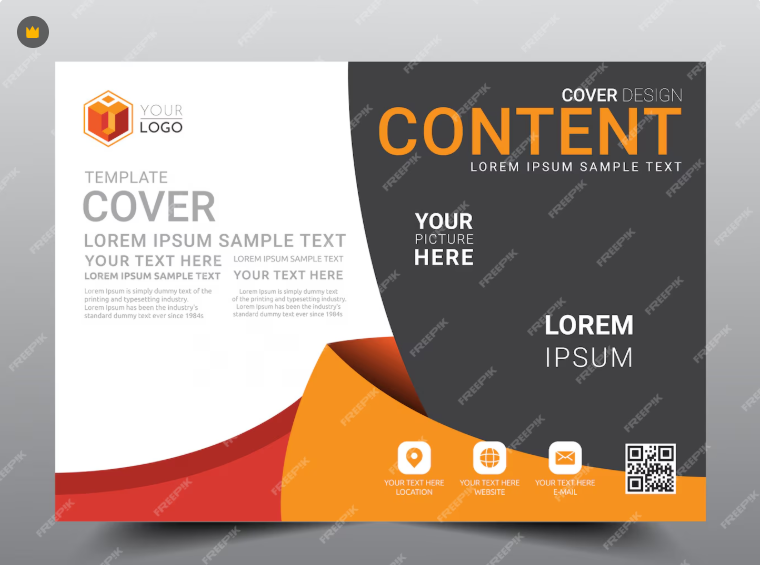 YOUR
LOGO
TEMPLATE
COVER
LOREM IPSUM SAMPLE TEXT
YOUR TEXT HERE
LOREM IPSUM SAMPLE TEXT
Lorem Ipsum is simply dummy text of the
printing and typesetting industry.
Lorem Ipsum has been the industry's
standard dummy text ever since 1984s
LOREM IPSUM SAMPLE TEXT
YOUR TEXT HERE
Lorem Ipsum is simply dummy text
of the printing and typesetting industry.
Lorem Ipsum has been the industry's
standard dummy text ever since 1984s.
COVER DESIGN
CONTENT
LOREM IPSUM SAMPLE TEXT
YOUR
PICTURE
HERE
LOREM
IPSUM
YOUR TEXT HERE
LOCATION
YOUR TEXT HERE
WEBSITE
YOUR TEXT HERE
E-MAIL
FREEPIK